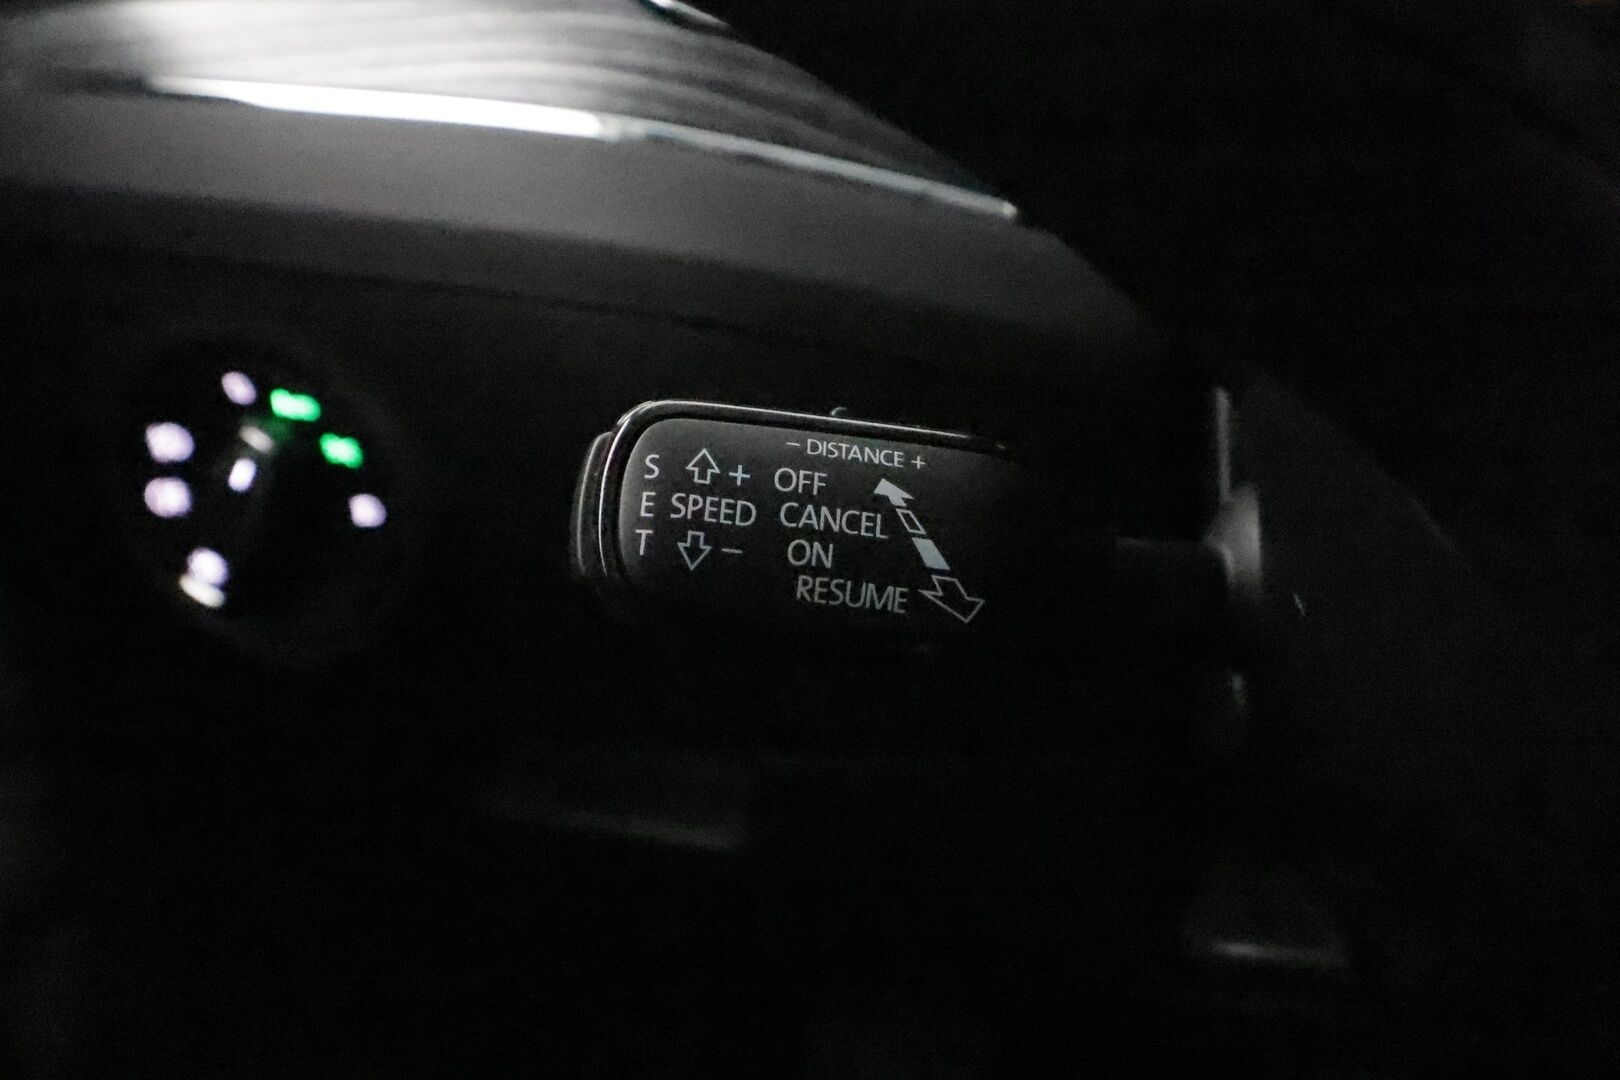 - DISTANCE +
S + OFF
E SPEED CANCEL
T - ON
RESUME